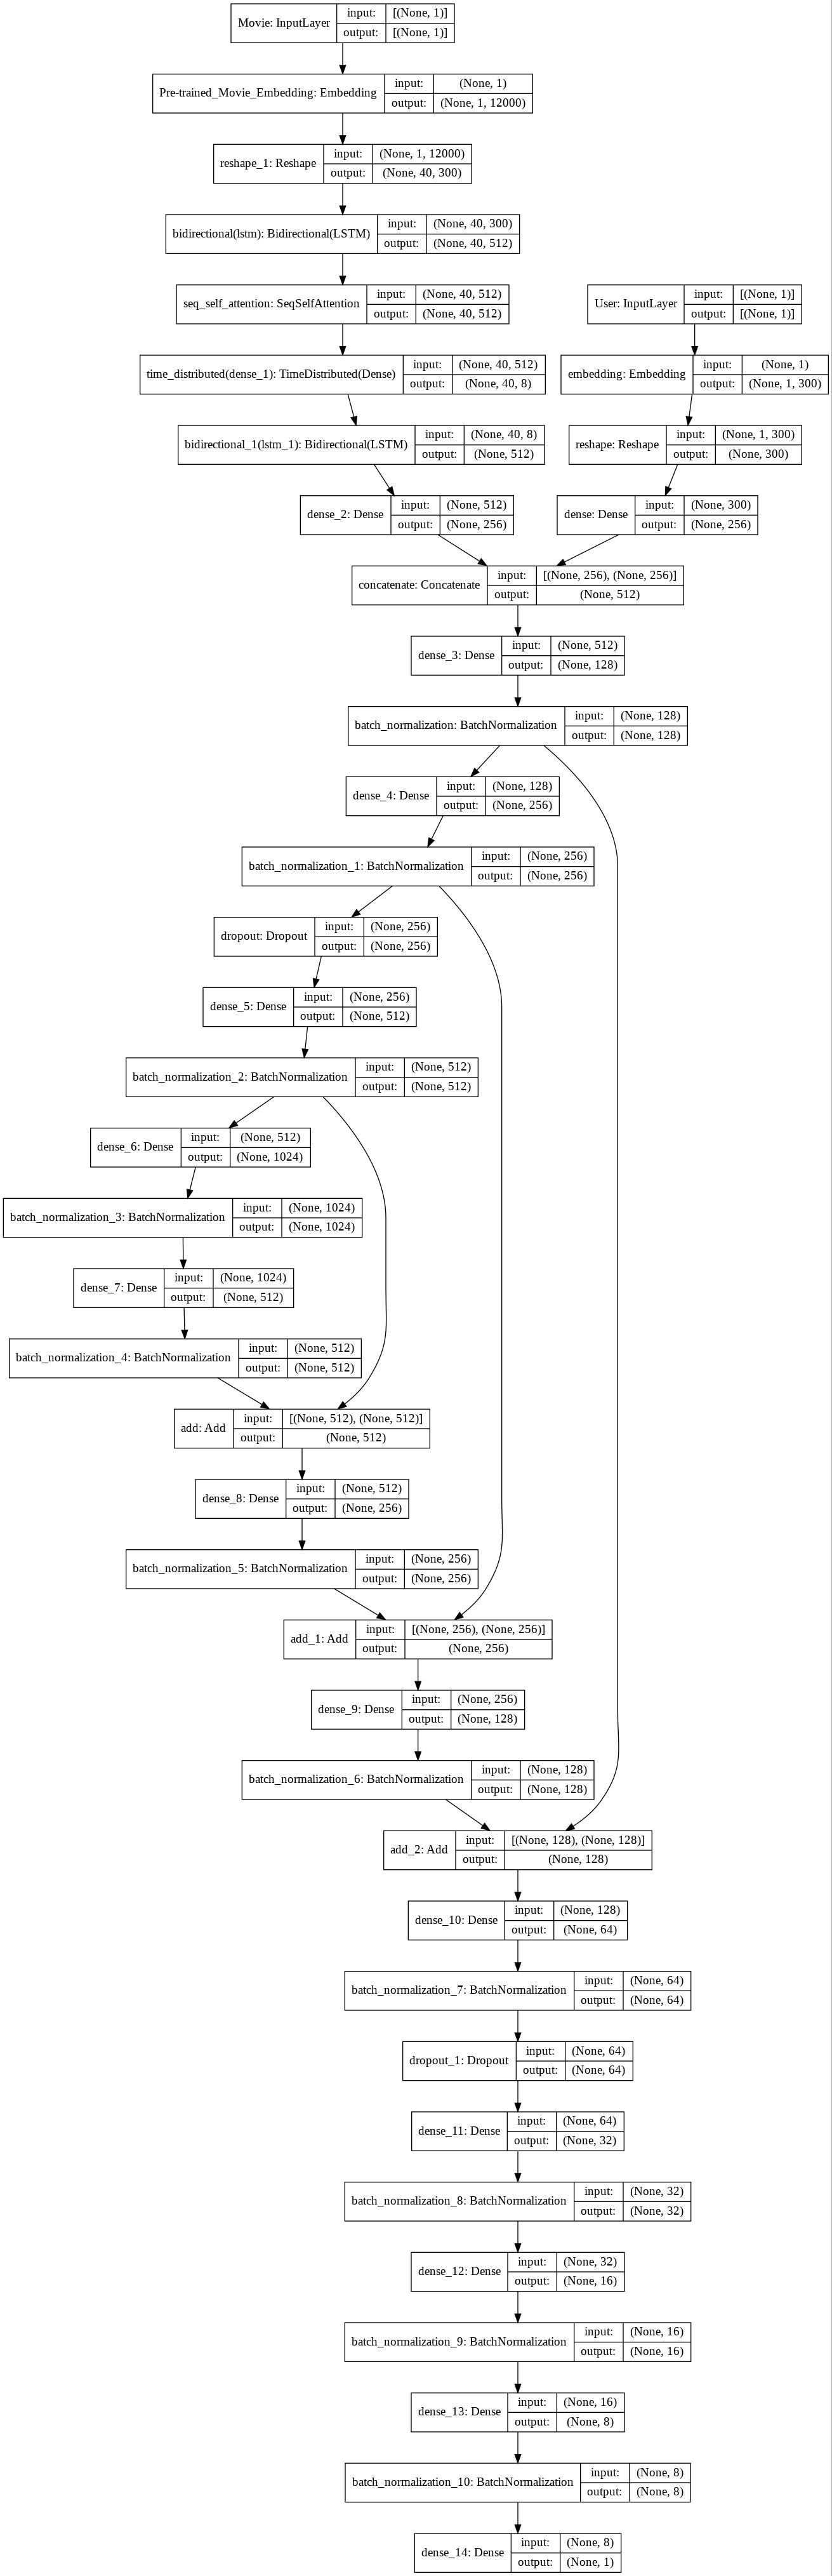 Movie: InputLayer
input: [(None, 1)]
output: [(None, 1)]
Pre-trained_Movie_Embedding: Embedding
input: (None, 1)
output: (None, 1, 12000)
reshape_1: Reshape
input: (None, 1, 12000)
output: (None, 40, 300)
bidirectional(lstm): Bidirectional(LSTM)
input: (None, 40, 300)
output: (None, 40, 512)
seq_self_attention: SeqSelfAttention
input: (None, 40, 512)
output: (None, 40, 512)
User: InputLayer
input: [(None, 1)]
output: [(None, 1)]
time_distributed(dense_1): TimeDistributed(Dense)
input: (None, 40, 512)
output: (None, 40, 8)
embedding: Embedding
input: (None, 1)
output: (None, 1, 300)
bidirectional_1(lstm_1): Bidirectional(LSTM)
input: (None, 40, 8)
output: (None, 512)
reshape: Reshape
input: (None, 1, 300)
output: (None, 300)
dense_2: Dense
input: (None, 512)
output: (None, 256)
dense: Dense
input: (None, 300)
output: (None, 256)
concatenate: Concatenate
input: [(None, 256), (None, 256)]
output: (None, 512)
dense_3: Dense
input: (None, 512)
output: (None, 128)
batch_normalization: BatchNormalization
input: (None, 128)
output: (None, 128)
dense_4: Dense
input: (None, 128)
output: (None, 256)
batch_normalization_1: BatchNormalization
input: (None, 256)
output: (None, 256)
dropout: Dropout
input: (None, 256)
output: (None, 256)
dense_5: Dense
input: (None, 256)
output: (None, 512)
batch_normalization_2: BatchNormalization
input: (None, 512)
output: (None, 512)
dense_6: Dense
input: (None, 512)
output: (None, 1024)
batch_normalization_3: BatchNormalization
input: (None, 1024)
output: (None, 1024)
dense_7: Dense
input: (None, 1024)
output: (None, 512)
batch_normalization_4: BatchNormalization
input: (None, 512)
output: (None, 512)
add: Add
input: [(None, 512), (None, 512)]
output: (None, 512)
dense_8: Dense
input: (None, 512)
output: (None, 256)
batch_normalization_5: BatchNormalization
input: (None, 256)
output: (None, 256)
add_1: Add
input: [(None, 256), (None, 256)]
output: (None, 256)
dense_9: Dense
input: (None, 256)
output: (None, 128)
batch_normalization_6: BatchNormalization
input: (None, 128)
output: (None, 128)
add_2: Add
input: [(None, 128), (None, 128)]
output: (None, 128)
dense_10: Dense
input: (None, 128)
output: (None, 64)
batch_normalization_7: BatchNormalization
input: (None, 64)
output: (None, 64)
dropout_1: Dropout
input: (None, 64)
output: (None, 64)
dense_11: Dense
input: (None, 64)
output: (None, 32)
batch_normalization_8: BatchNormalization
input: (None, 32)
output: (None, 32)
dense_12: Dense
input: (None, 32)
output: (None, 16)
batch_normalization_9: BatchNormalization
input: (None, 16)
output: (None, 16)
dense_13: Dense
input: (None, 16)
output: (None, 8)
batch_normalization_10: BatchNormalization
input: (None, 8)
output: (None, 8)
dense_14: Dense
input: (None, 8)
output: (None, 1)